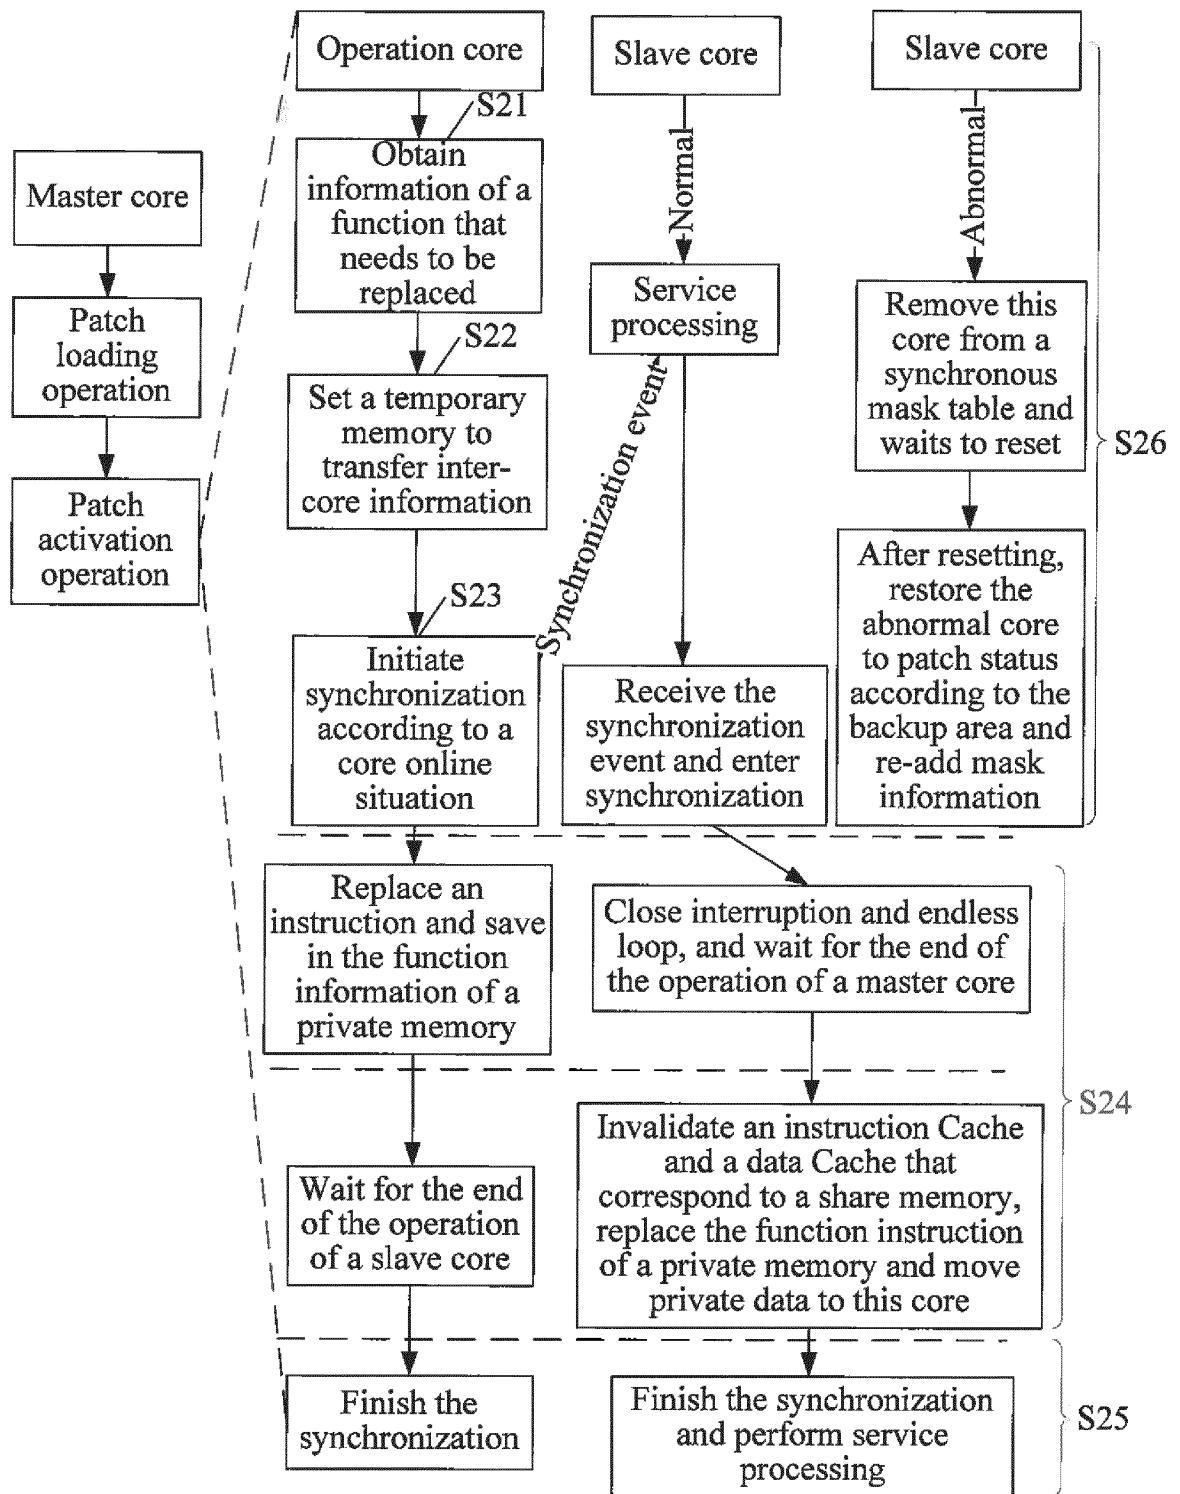 Master core
Patch
loading
operation
Patch
activation
operation
Operation core
S21
Obtain
information of a
function that
needs to be
replaced
S22
Set a temporary
memory to
transfer inter-
core information
S23
Initiate
synchronization
according to a
core online
situation
Synchronization event
Replace an
instruction and save
in the function
information of a
private memory
Wait for the end
of the operation
of a slave core
Finish the
synchronization
Slave core
Normal
Service
processing
Receive the
synchronization
event and enter
synchronization
Close interruption and endless
loop, and wait for the end of
the operation of a master core
Invalidate an instruction Cache
and a data Cache that
correspond to a share memory,
replace the function instruction
of a private memory and move
private data to this core
Finish the synchronization
and perform service
processing
Slave core
Abnormal
Remove this
core from a
synchronous
mask table and
waits to reset
After resetting,
restore the
abnormal core
to patch status
according to the
backup area and
re-add mask
information
S26
S24
S25